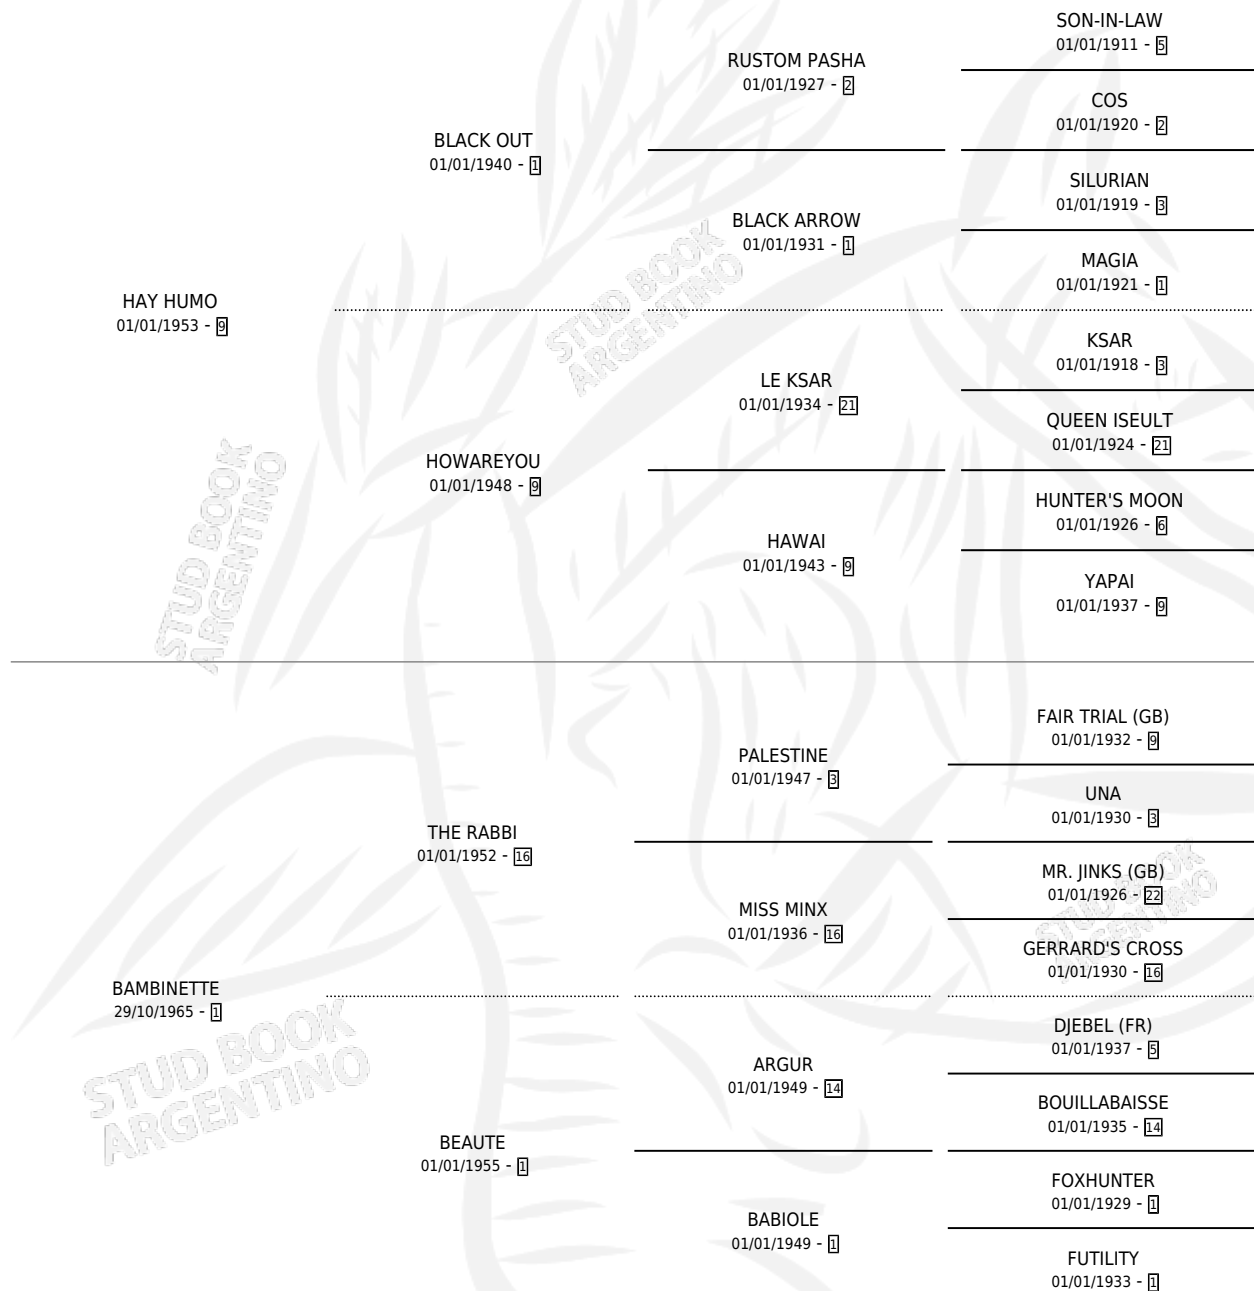 SON-IN-LAW
01/01/1911 - 5
RUSTOM PASHA
01/01/1927 - 2
COS
01/01/1920 - 2
BLACK OUT
01/01/1940 - 1
SILURIAN
01/01/1919 - 3
BLACK ARROW
01/01/1931 - 1
MAGIA
01/01/1921 - 1
HAY HUMO
01/01/1953 - 9
KSAR
01/01/1918 - 3
LE KSAR
01/01/1934 - 21
QUEEN ISEULT
01/01/1924 - 21
HOWAREYOU
01/01/1948 - 9
HUNTER'S MOON
01/01/1926 - 6
HAWAI
01/01/1943 - 9
YAPAI
01/01/1937 - 9
FAIR TRIAL (GB)
01/01/1932 - 9
PALESTINE
01/01/1947 - 3
UNA
01/01/1930 - 3
THE RABBI
01/01/1952 - 16
MR. JINKS (GB)
01/01/1926 - 22
MISS MINX
01/01/1936 - 16
GERRARD'S CROSS
01/01/1930 - 16
BAMBINETTE
29/10/1965 - 1
DJEBEL (FR)
01/01/1937 - 5
ARGUR
01/01/1949 - 14
BOUILLABAISSE
01/01/1935 - 14
BEAUTE
01/01/1955 - 1
FOXHUNTER
01/01/1929 - 1
BABIOLE
01/01/1949 - 1
FUTILITY
01/01/1933 - 1
STUD BOOK
ARGENTINO
STUD BOOK
ARGENTINO
STUD BOOK
ARGENTINO
STUD BOOK
ARGENTINO